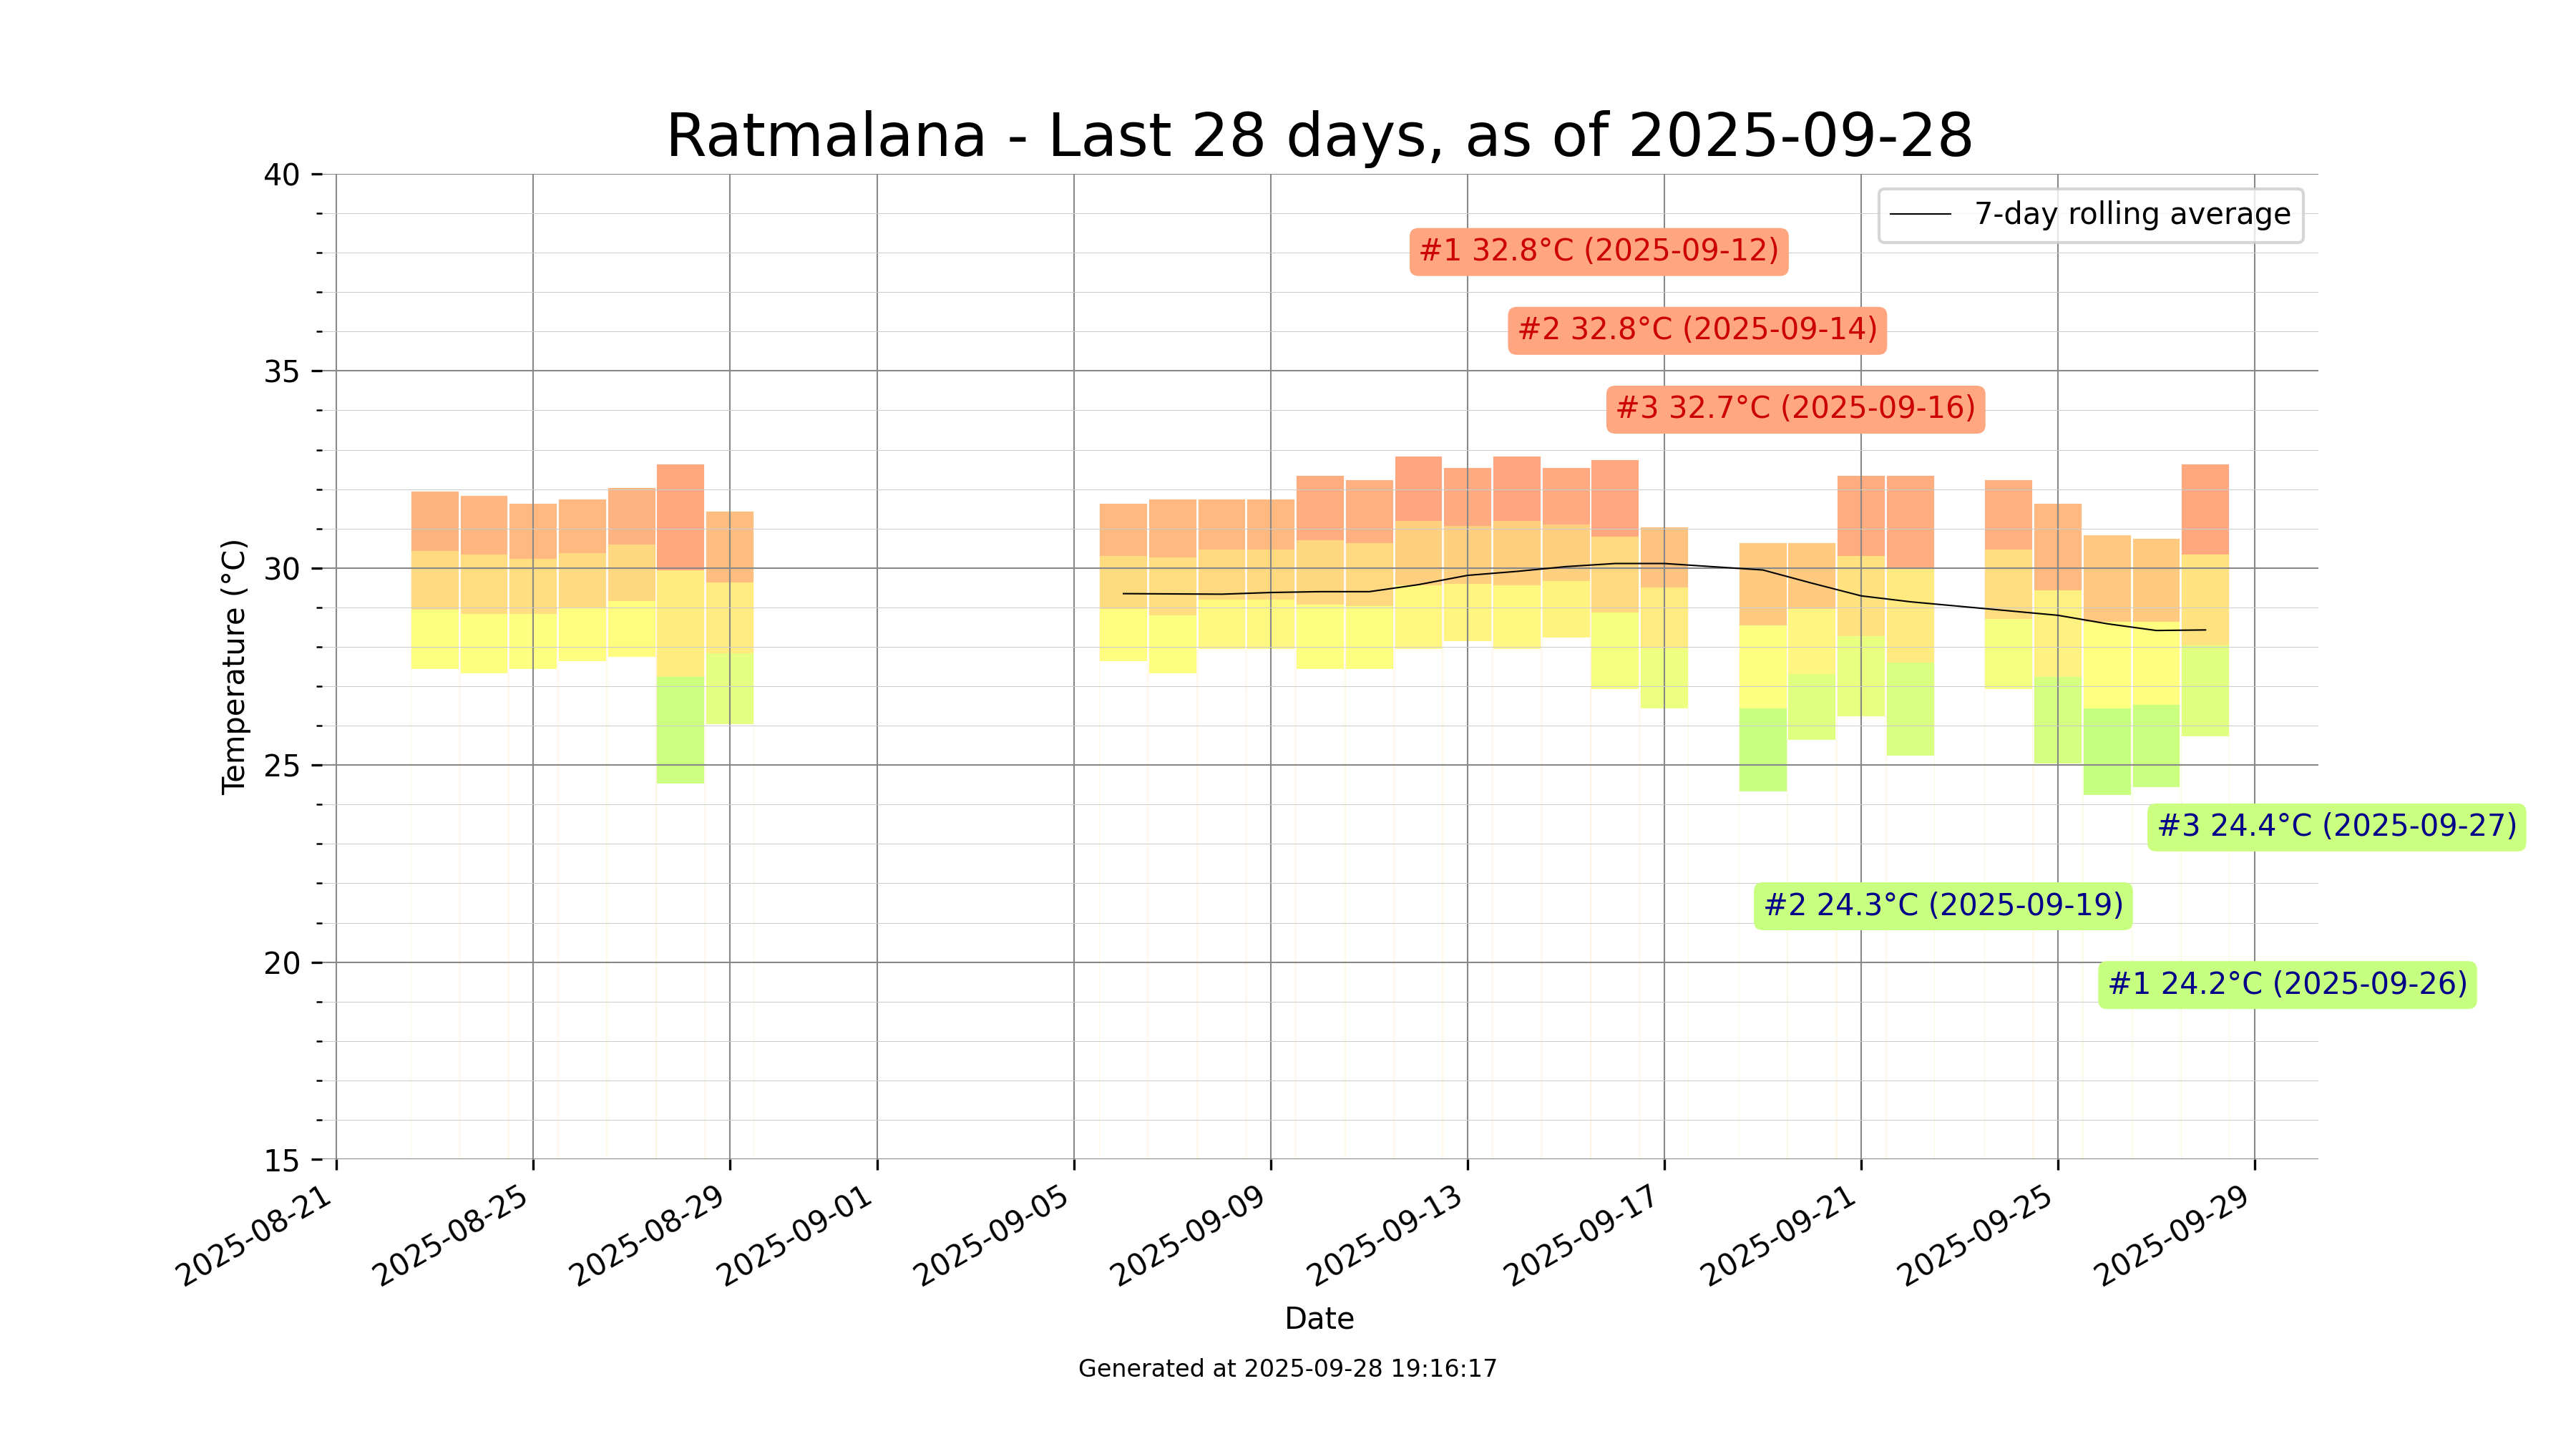 Ratmalana - Last 28 days, as of 2025-09-28
7-day rolling average
#1 32.8°C (2025-09-12)
#2 32.8°C (2025-09-14)
#3 32.7°C (2025-09-16)
#3 24.4°C (2025-09-27)
#2 24.3°C (2025-09-19)
#1 24.2°C (2025-09-26)
Temperature (°C)
40
35
30
25
20
15
2025-08-21
2025-08-25
2025-08-29
2025-09-01
2025-09-05
2025-09-09
2025-09-13
2025-09-17
2025-09-21
2025-09-25
2025-09-29
Date
Generated at 2025-09-28 19:16:17